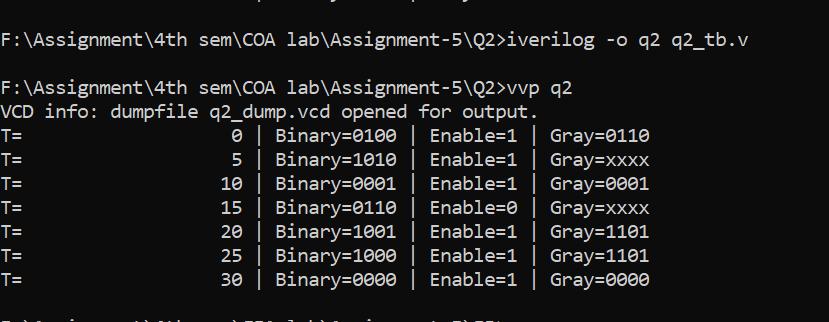 F:\Assignment\4th sem\COA lab\Assignment-5\Q2>iverilog -o q2 q2_tb.v
F:\Assignment\4th sem\COA lab\Assignment-5\Q2>vvp q2
VCD info: dumpfile q2_dump.vcd opened for output.
T=                   0 | Binary=0100 | Enable=1 | Gray=0110
T=                   5 | Binary=1010 | Enable=1 | Gray=xxxx
T=                  10 | Binary=0001 | Enable=1 | Gray=0001
T=                  15 | Binary=0110 | Enable=0 | Gray=xxxx
T=                  20 | Binary=1001 | Enable=1 | Gray=1101
T=                  25 | Binary=1000 | Enable=1 | Gray=1101
T=                  30 | Binary=0000 | Enable=1 | Gray=0000